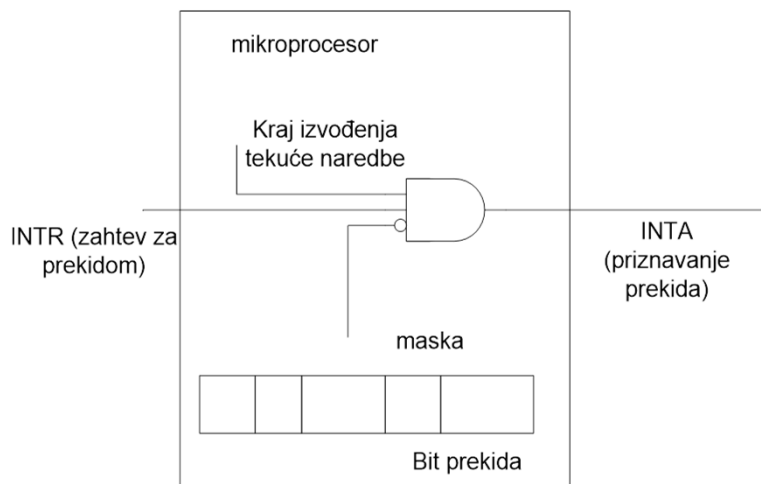 mikroprocesor
Kraj izvođenja
tekuće naredbe
INTR (zahtev za
prekidom)
INTA
(priznavanje
prekida)
maska
Bit prekida